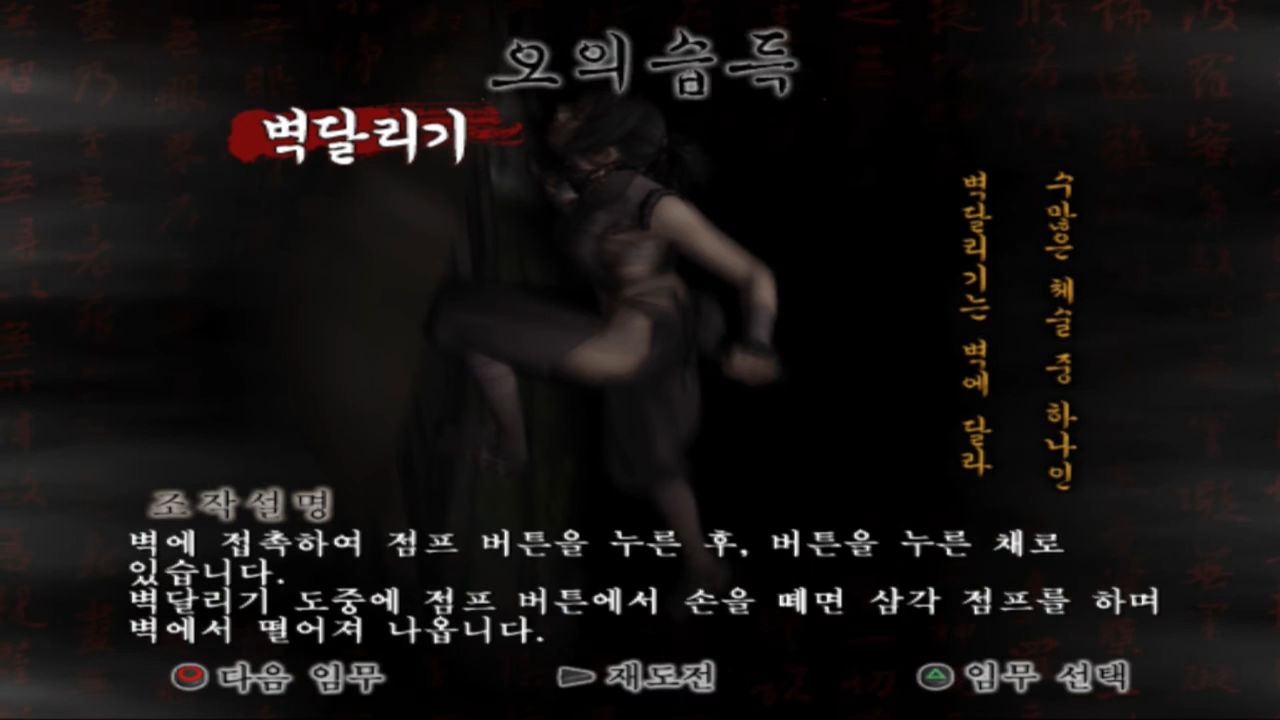 오의습득
벽달리기
수많은 체술 중 하나인
벽달리기는 벽에 달라
조작설명
벽에 접촉하여 점프 버튼을 누른 후, 버튼을 누른 채로
있습니다.
벽달리기 도중에 점프 버튼에서 손을 떼면 삼각 점프를 하며
벽에서 떨어져 나옵니다.
다음 임무
재도전
임무 선택